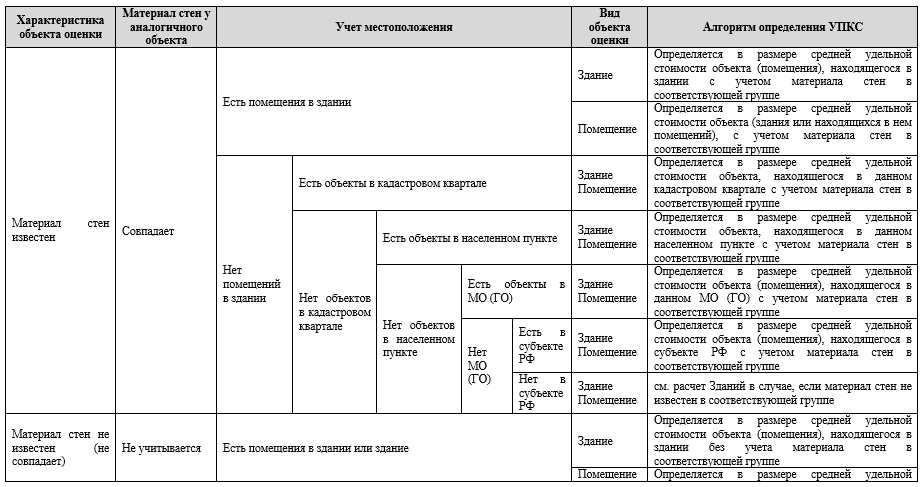 Характеристика
объекта оценки
Материал стен у
аналогичного
объекта
Учет местоположения
Вид
объекта
оценки
Алгоритм определения УПКС
Материал стен
известен
Совпадает
Есть помещения в здании
Здание
Определяется в размере средней удельной
стоимости объекта (помещения), находящегося в
здании с учетом материала стен в
соответствующей группе
Помещение
Определяется в размере средней удельной
стоимости объекта (здания или находящихся в нем
помещений), с учетом материала стен в
соответствующей группе
Нет
помещений
в здании
Есть объекты в кадастровом квартале
Здание
Помещение
Определяется в размере средней удельной
стоимости объекта, находящегося в данном
кадастровом квартале с учетом материала стен в
соответствующей группе
Нет объектов
в кадастровом
квартале
Есть объекты в населенном пункте
Здание
Помещение
Определяется в размере средней удельной
стоимости объекта, находящегося в данном
населенном пункте с учетом материала стен в
соответствующей группе
Нет объектов
в населенном
пункте
Есть объекты в
МО (ГО)
Здание
Помещение
Определяется в размере средней удельной
стоимости объекта (помещения), находящегося в
данном МО (ГО) с учетом материала стен в
соответствующей группе
Нет
МО
(ГО)
Есть в
субъекте
РФ
Здание
Помещение
Определяется в размере средней удельной
стоимости объекта (помещения), находящегося в
субъекте РФ с учетом материала стен в
соответствующей группе
Нет в
субъекте
РФ
Здание
Помещение
см. расчет Зданий в случае, если материал стен не
известен в соответствующей группе
Материал стен не
известен (не
совпадает)
Не учитывается
Есть помещения в здании или здание
Здание
Определяется в размере средней удельной
стоимости объекта (помещения), находящегося в
здании без учета материала стен в
соответствующей группе
Помещение
Определяется в размере средней удельной